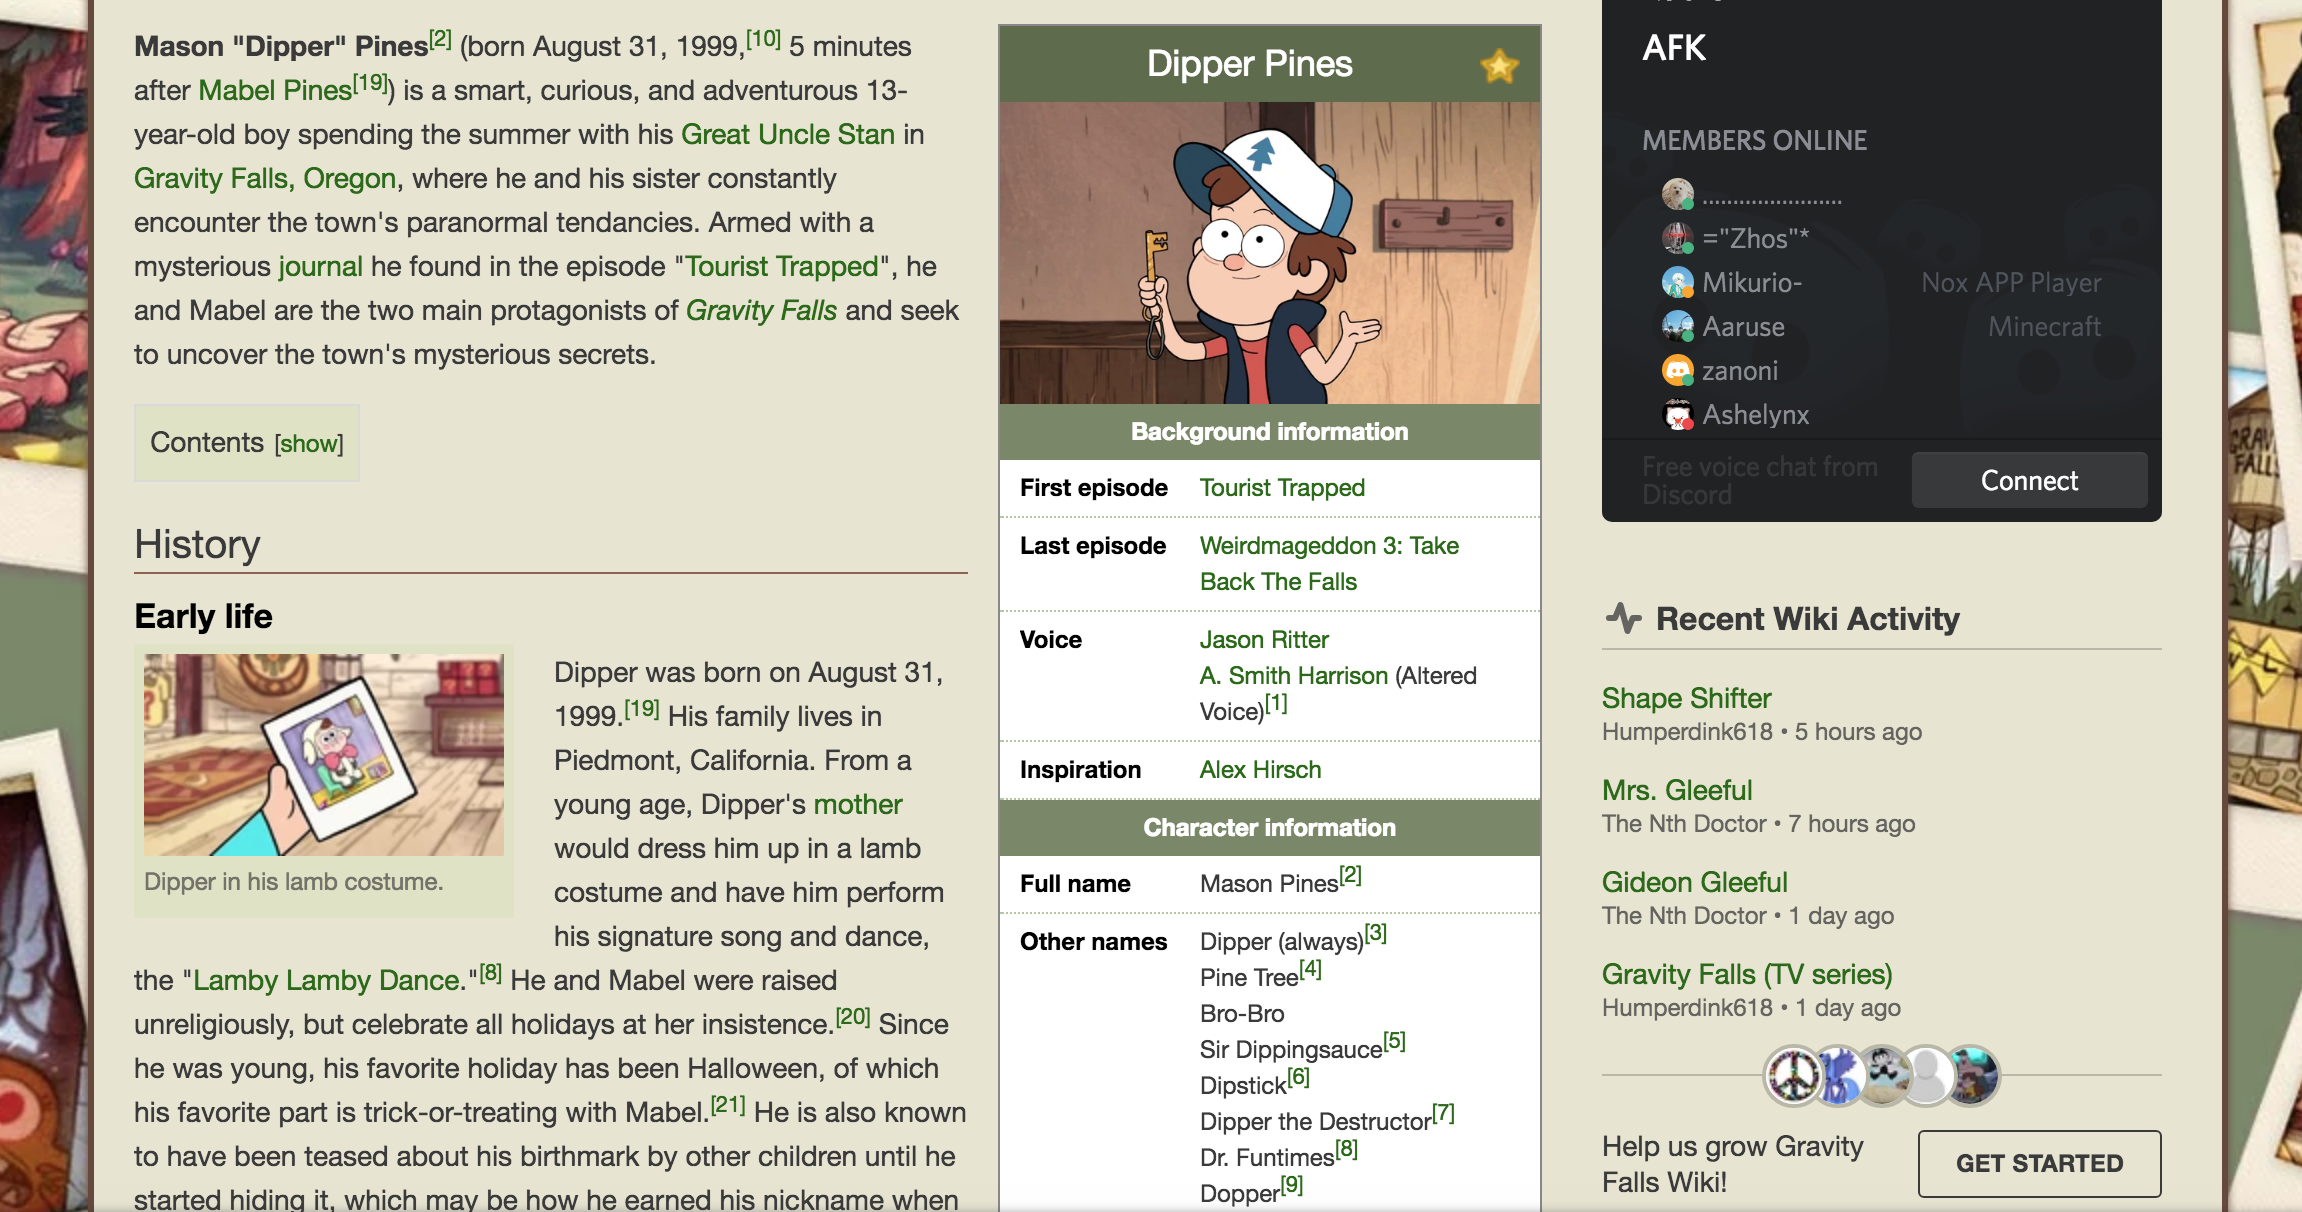 Mason "Dipper" Pines[2] (born August 31, 1999,[10] 5 minutes
after Mabel Pines[19]) is a smart, curious, and adventurous 13-
year-old boy spending the summer with his Great Uncle Stan in
Gravity Falls, Oregon, where he and his sister constantly
encounter the town's paranormal tendancies. Armed with a
mysterious journal he found in the episode "Tourist Trapped", he
and Mabel are the two main protagonists of Gravity Falls and seek
to uncover the town's mysterious secrets.
Contents [show]
History
Early life
Dipper in his lamb costume.
Dipper was born on August 31,
1999.[19] His family lives in
Piedmont, California. From a
young age, Dipper's mother
would dress him up in a lamb
costume and have him perform
his signature song and dance,
the "Lamby Lamby Dance."[8] He and Mabel were raised
unreligiously, but celebrate all holidays at her insistence.[20] Since
he was young, his favorite holiday has been Halloween, of which
his favorite part is trick-or-treating with Mabel.[21] He is also known
to have been teased about his birthmark by other children until he
started hiding it, which may be how he earned his nickname when
Dipper Pines
Background information
First episode Tourist Trapped
Last episode Weirdmageddon 3: Take
Back The Falls
Voice Jason Ritter
A. Smith Harrison (Altered
Voice)[1]
Inspiration Alex Hirsch
Character information
Full name Mason Pines[2]
Other names Dipper (always)[3]
Pine Tree[4]
Bro-Bro
Sir Dippingsauce[5]
Dipstick[6]
Dipper the Destructor[7]
Dr. Funtimes[8]
Dopper[9]
AFK
MEMBERS ONLINE
.......................
="Zhos"*
Mikurio- Nox APP Player
Aaruse Minecraft
zanoni
Ashelynx
Free voice chat from
Discord
Connect
Recent Wiki Activity
Shape Shifter
Humperdink618 • 5 hours ago
Mrs. Gleeful
The Nth Doctor • 7 hours ago
Gideon Gleeful
The Nth Doctor • 1 day ago
Gravity Falls (TV series)
Humperdink618 • 1 day ago
Help us grow Gravity
Falls Wiki!
GET STARTED